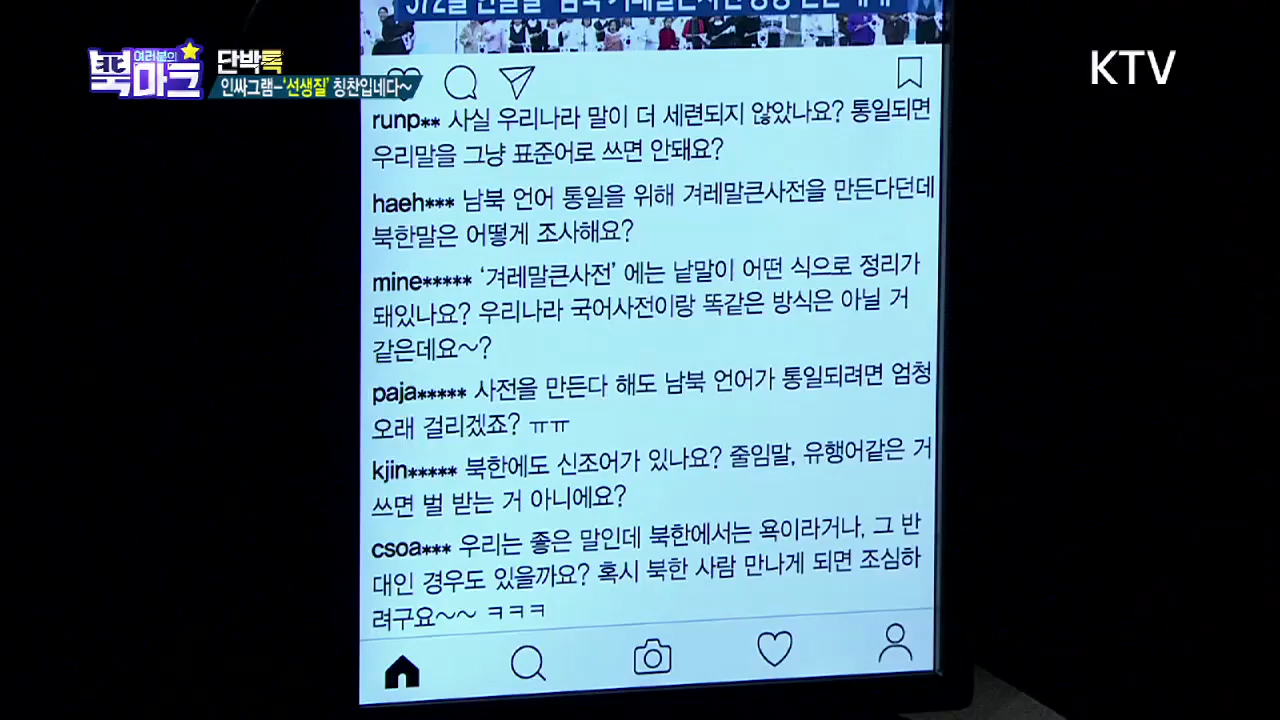 여러분의
북마크
단박톡
인싸그램-‘선생질’ 칭찬입네다~
KTV
runp** 사실 우리나라 말이 더 세련되지 않았나요? 통일되면
우리말을 그냥 표준어로 쓰면 안돼요?
haeh*** 남북 언어 통일을 위해 겨레말큰사전을 만든다던데
북한말은 어떻게 조사해요?
mine***** ‘겨레말큰사전’ 에는 낱말이 어떤 식으로 정리가
돼있나요? 우리나라 국어사전이랑 똑같은 방식은 아닐 거
같은데요~?
paja***** 사전을 만든다 해도 남북 언어가 통일되려면 엄청
오래 걸리겠죠? ㅠㅠ
kjin***** 북한에도 신조어가 있나요? 줄임말, 유행어같은 거
쓰면 벌 받는 거 아니에요?
csoa*** 우리는 좋은 말인데 북한에서는 욕이라거나, 그 반
대인 경우도 있을까요? 혹시 북한 사람 만나게 되면 조심하
려구요~~ ㅋㅋㅋ